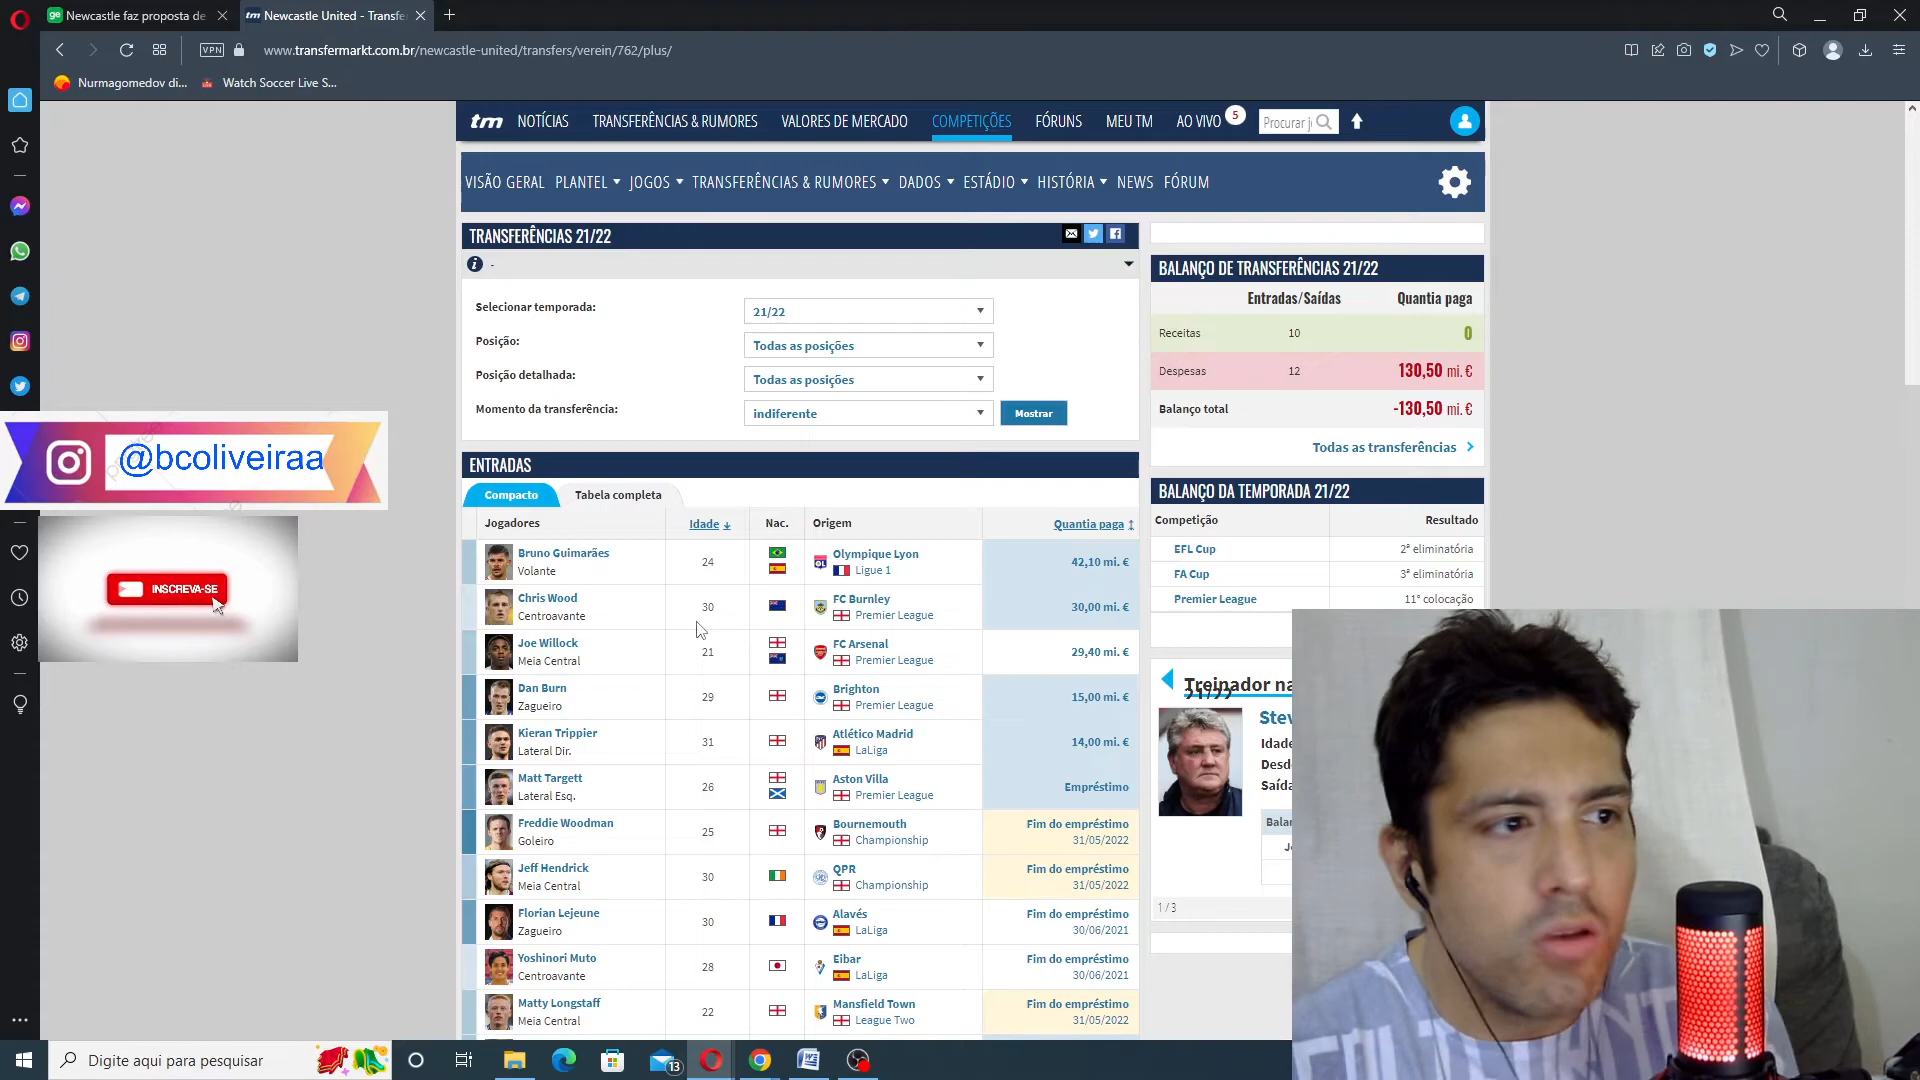 Newcastle faz proposta de
Newcastle United - Transfe
VPN
www.transfermarkt.com.br/newcastle-united/transfers/verein/762/plus/
Nurmagomedov di...
Watch Soccer Live S...
tm NOTÍCIAS TRANSFERÊNCIAS & RUMORES VALORES DE MERCADO COMPETIÇÕES FÓRUNS MEU TM AO VIVO 5 Procurar j
VISÃO GERAL PLANTEL JOGOS TRANSFERÊNCIAS & RUMORES DADOS ESTÁDIO HISTÓRIA NEWS FÓRUM
TRANSFERÊNCIAS 21/22
-
Selecionar temporada: 21/22
Posição: Todas as posições
Posição detalhada: Todas as posições
Momento da transferência: indiferente Mostrar
ENTRADAS
Compacto Tabela completa
Jogadores Idade Nac. Origem Quantia paga
Bruno Guimarães
Volante
24
Olympique Lyon
Ligue 1
42,10 mi. €
Chris Wood
Centroavante
30
FC Burnley
Premier League
30,00 mi. €
Joe Willock
Meia Central
21
FC Arsenal
Premier League
29,40 mi. €
Dan Burn
Zagueiro
29
Brighton
Premier League
15,00 mi. €
Kieran Trippier
Lateral Dir.
31
Atlético Madrid
LaLiga
14,00 mi. €
Matt Targett
Lateral Esq.
26
Aston Villa
Premier League
Empréstimo
Freddie Woodman
Goleiro
25
Bournemouth
Championship
Fim do empréstimo
31/05/2022
Jeff Hendrick
Meia Central
30
QPR
Championship
Fim do empréstimo
31/05/2022
Florian Lejeune
Zagueiro
30
Alavés
LaLiga
Fim do empréstimo
30/06/2021
Yoshinori Muto
Centroavante
28
Eibar
LaLiga
Fim do empréstimo
30/06/2021
Matty Longstaff
Meia Central
22
Mansfield Town
League Two
Fim do empréstimo
31/05/2022
BALANÇO DE TRANSFERÊNCIAS 21/22
Entradas/Saídas Quantia paga
Receitas 10 0
Despesas 12 130,50 mi. €
Balanço total -130,50 mi. €
Todas as transferências
BALANÇO DA TEMPORADA 21/22
Competição Resultado
EFL Cup 2ª eliminatória
FA Cup 3ª eliminatória
Premier League 11° colocação
Treinador na
21/22
Stev
Idade
Desd
Saída
Balan
J
1 / 3
@bcoliveiraa
INSCREVA-SE
Digite aqui para pesquisar
13